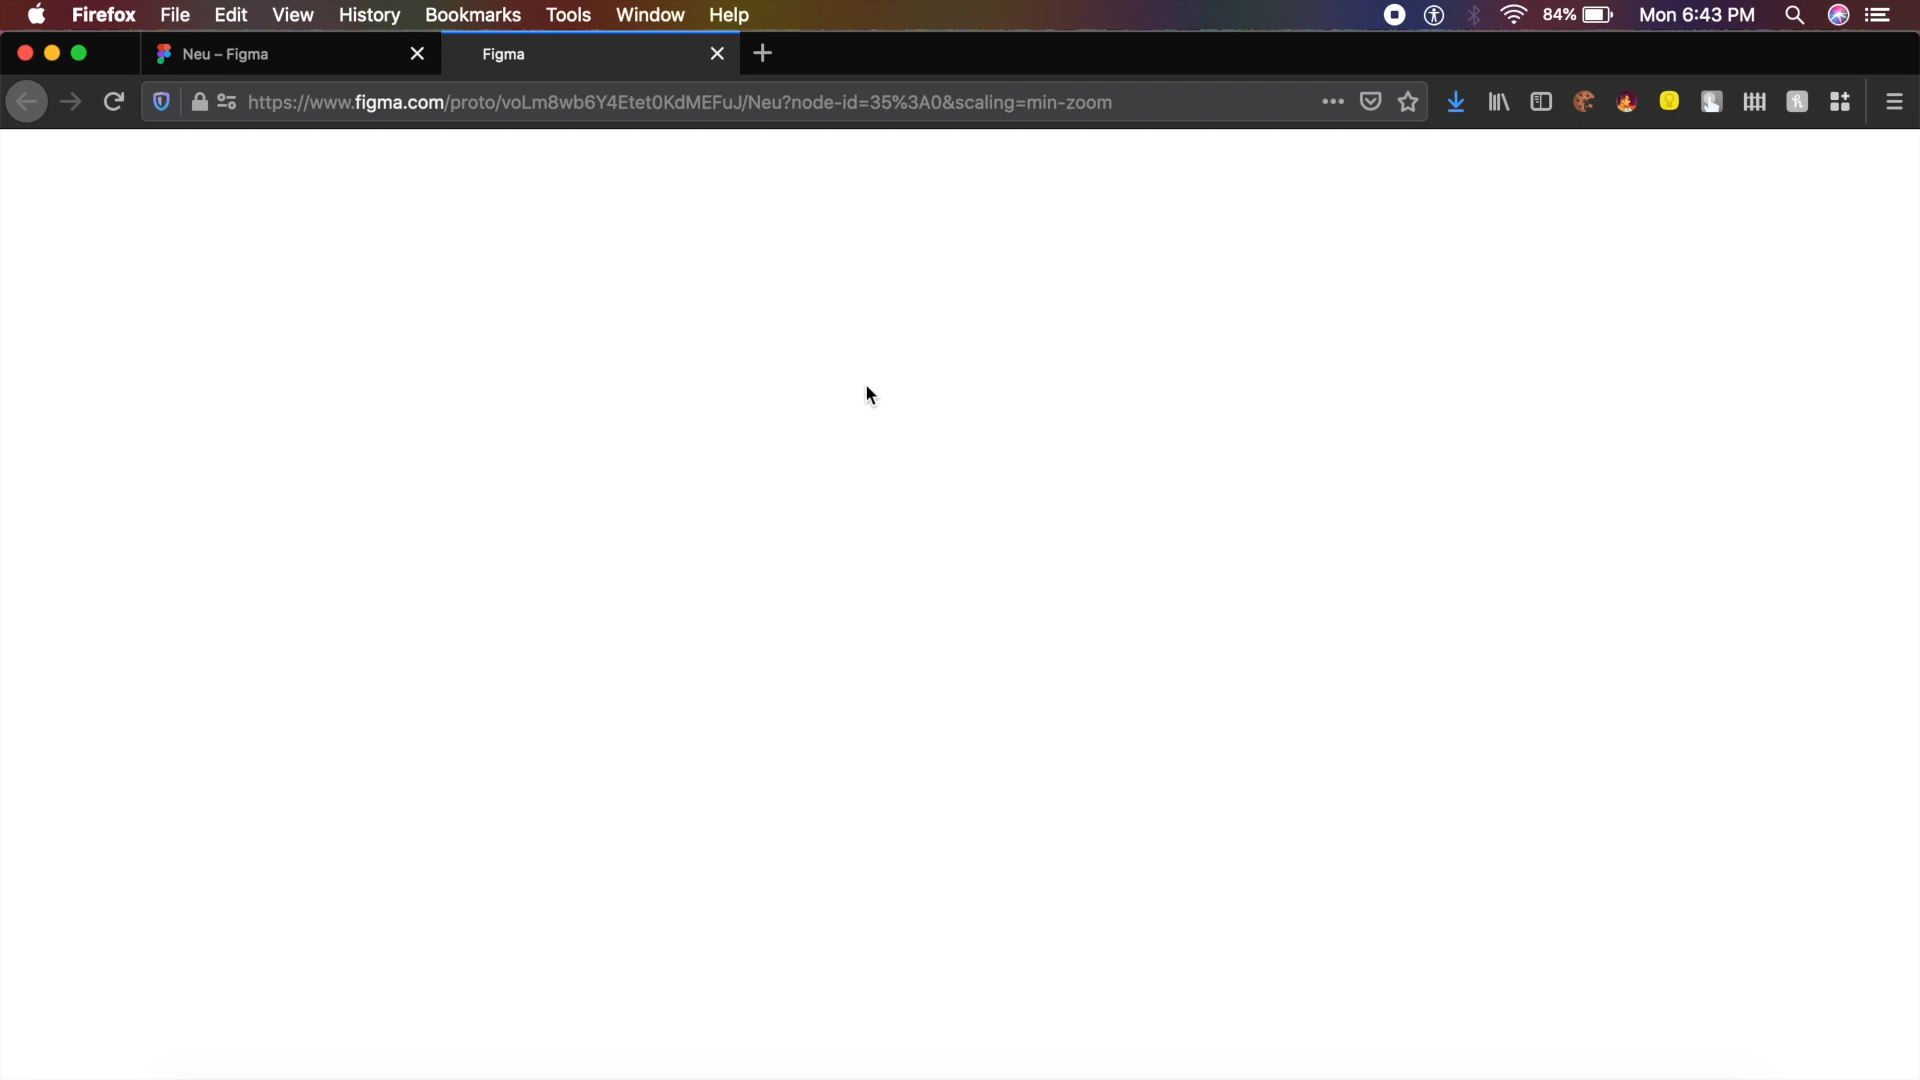 Firefox File Edit View History Bookmarks Tools Window Help 84% Mon 6:43 PM
Neu – Figma Figma
https://www.figma.com/proto/voLm8wb6Y4Etet0KdMEFuJ/Neu?node-id=35%3A0&scaling=min-zoom